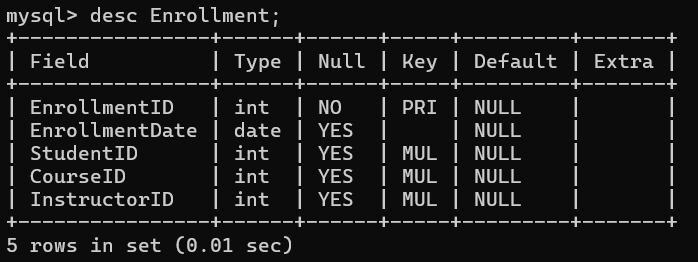 mysql> desc Enrollment;
+----------------+------+------+-----+---------+-------+
| Field          | Type | Null | Key | Default | Extra |
+----------------+------+------+-----+---------+-------+
| EnrollmentID   | int  | NO   | PRI | NULL    |       |
| EnrollmentDate | date | YES  |     | NULL    |       |
| StudentID      | int  | YES  | MUL | NULL    |       |
| CourseID       | int  | YES  | MUL | NULL    |       |
| InstructorID   | int  | YES  | MUL | NULL    |       |
+----------------+------+------+-----+---------+-------+
5 rows in set (0.01 sec)